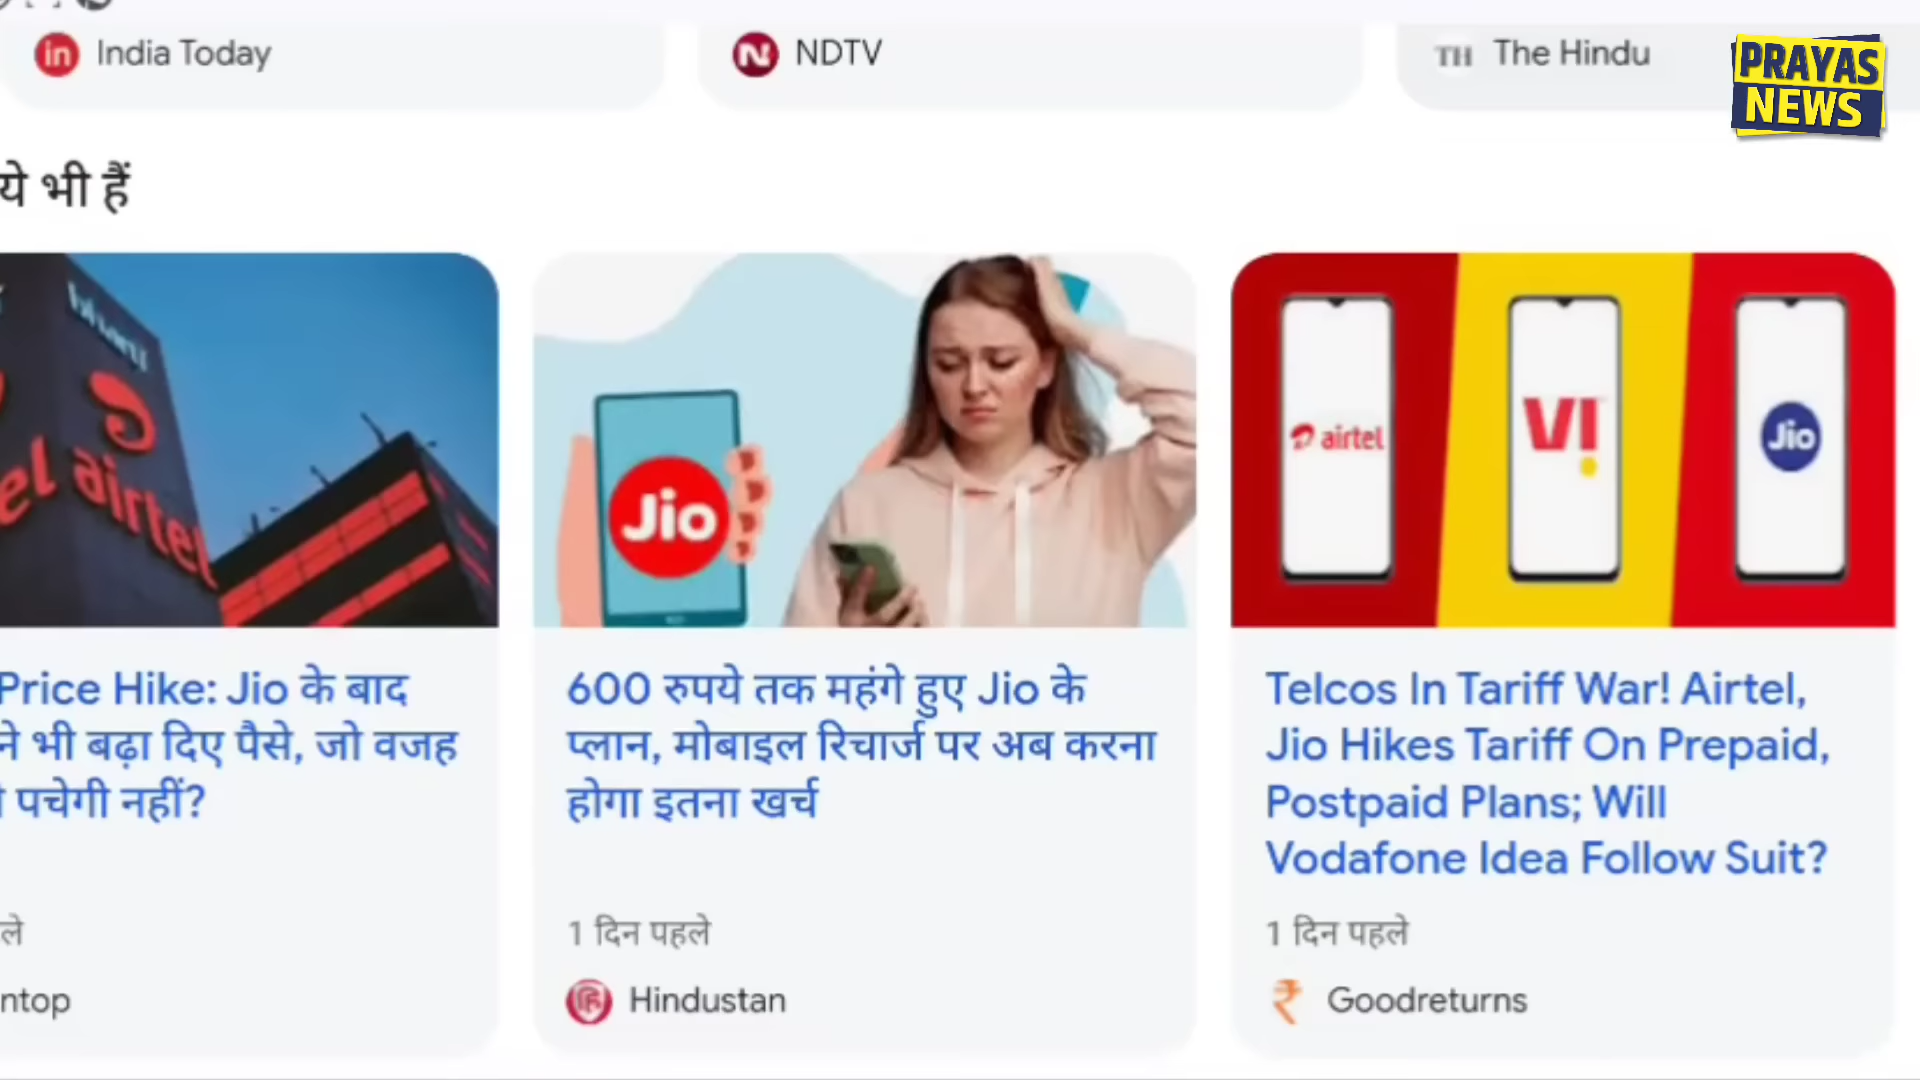 India Today
NDTV
TH The Hindu
PRAYAS
NEWS
ये भी हैं
bharti
airtel
Jio
airtel
VI
Jio
Price Hike: Jio के बाद
ने भी बढ़ा दिए पैसे, जो वजह
पचेगी नहीं?
600 रुपये तक महंगे हुए Jio के
प्लान, मोबाइल रिचार्ज पर अब करना
होगा इतना खर्च
Telcos In Tariff War! Airtel,
Jio Hikes Tariff On Prepaid,
Postpaid Plans; Will
Vodafone Idea Follow Suit?
1 दिन पहले
1 दिन पहले
ntop
Hindustan
Goodreturns